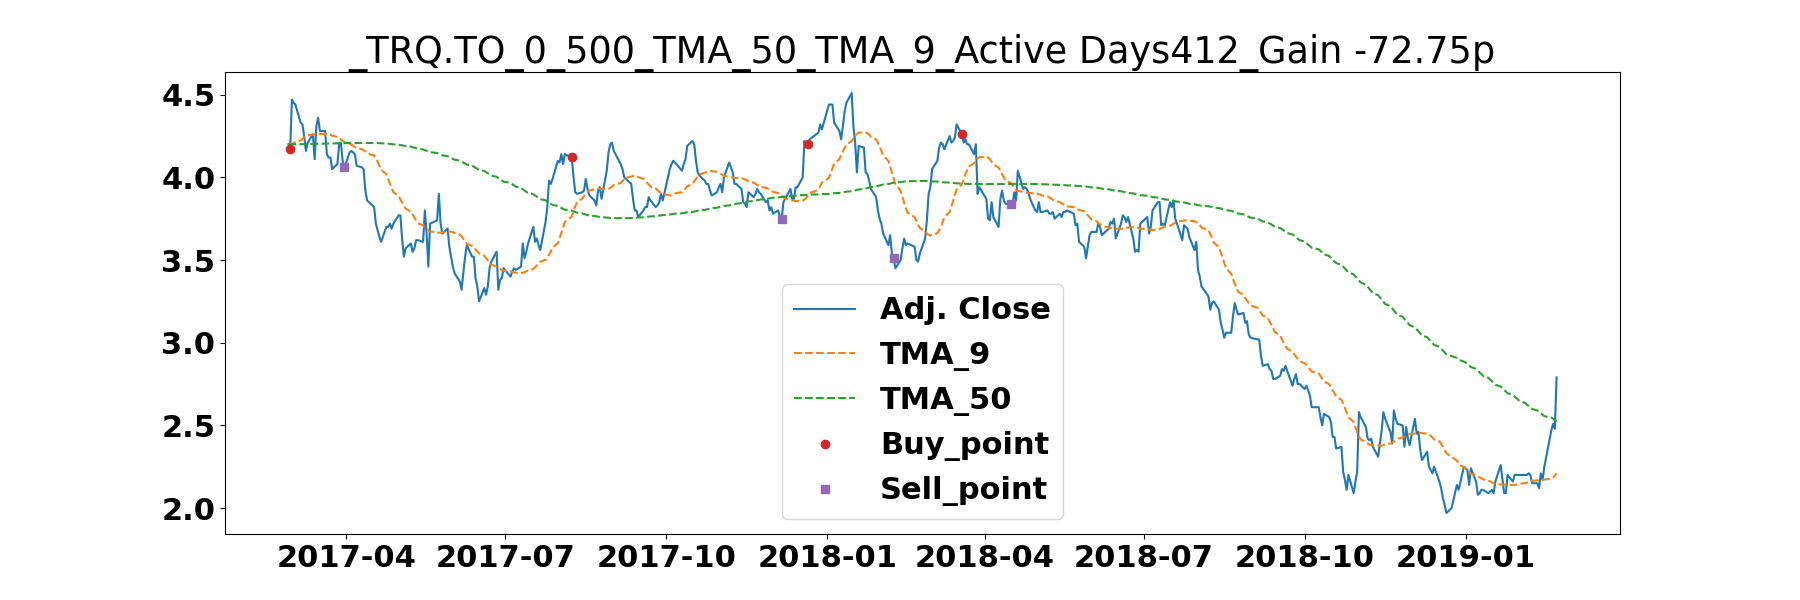 _TRQ.TO_0_500_TMA_50_TMA_9_Active Days412_Gain -72.75p
4.5
4.0
3.5
3.0
2.5
2.0
Adj. Close
TMA_9
TMA_50
Buy_point
Sell_point
2017-04 2017-07 2017-10 2018-01 2018-04 2018-07 2018-10 2019-01